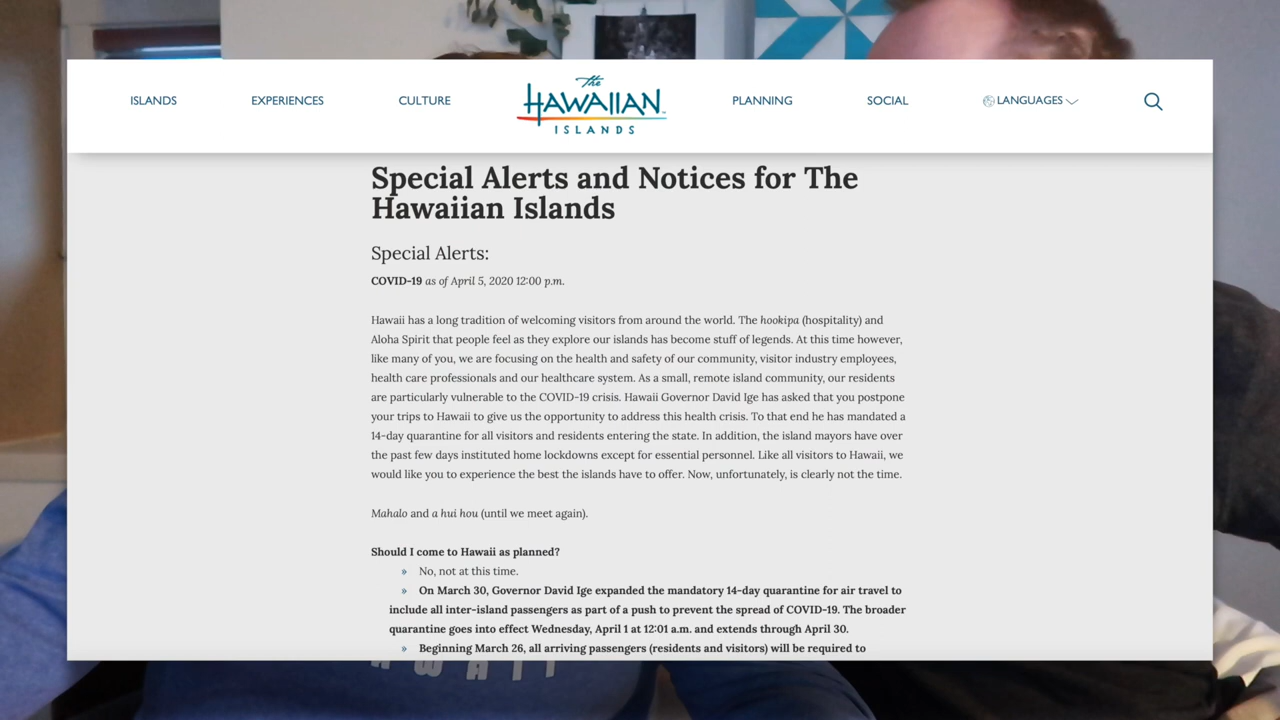 ISLANDS EXPERIENCES CULTURE The HAWAIIAN ISLANDS PLANNING SOCIAL LANGUAGES
Special Alerts and Notices for The
Hawaiian Islands
Special Alerts:
COVID-19 as of April 5, 2020 12:00 p.m.
Hawaii has a long tradition of welcoming visitors from around the world. The hookipa (hospitality) and
Aloha Spirit that people feel as they explore our islands has become stuff of legends. At this time however,
like many of you, we are focusing on the health and safety of our community, visitor industry employees,
health care professionals and our healthcare system. As a small, remote island community, our residents
are particularly vulnerable to the COVID-19 crisis. Hawaii Governor David Ige has asked that you postpone
your trips to Hawaii to give us the opportunity to address this health crisis. To that end he has mandated a
14-day quarantine for all visitors and residents entering the state. In addition, the island mayors have over
the past few days instituted home lockdowns except for essential personnel. Like all visitors to Hawaii, we
would like you to experience the best the islands have to offer. Now, unfortunately, is clearly not the time.
Mahalo and a hui hou (until we meet again).
Should I come to Hawaii as planned?
» No, not at this time.
» On March 30, Governor David Ige expanded the mandatory 14-day quarantine for air travel to
include all inter-island passengers as part of a push to prevent the spread of COVID-19. The broader
quarantine goes into effect Wednesday, April 1 at 12:01 a.m. and extends through April 30.
» Beginning March 26, all arriving passengers (residents and visitors) will be required to
HAWAII